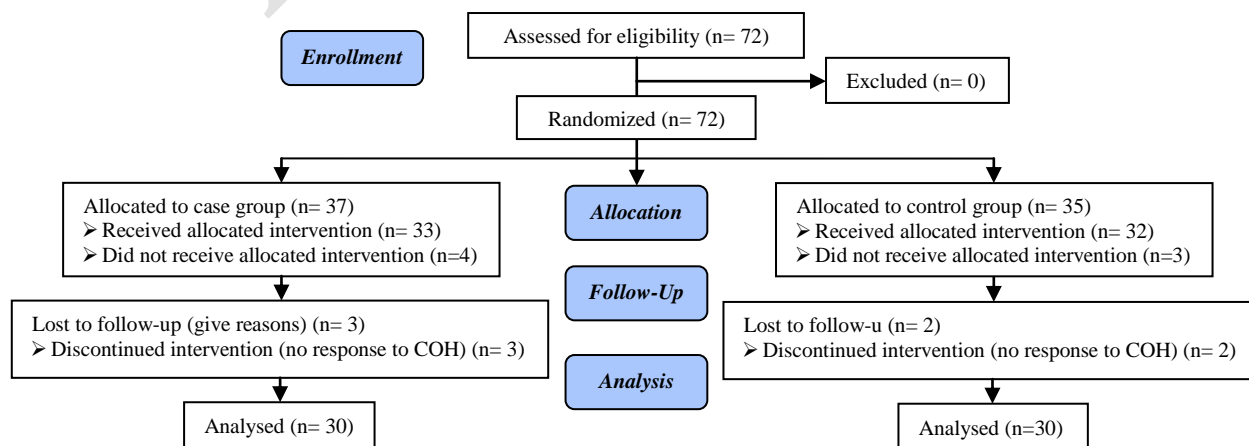 Assessed for eligibility (n= 72)
Enrollment
Excluded (n= 0)
Randomized (n= 72)
Allocated to case group (n= 37)
➢ Received allocated intervention (n= 33)
➢ Did not receive allocated intervention (n=4)
Allocation
Allocated to control group (n= 35)
➢ Received allocated intervention (n= 32)
➢ Did not receive allocated intervention (n=3)
Follow-Up
Lost to follow-up (give reasons) (n= 3)
➢ Discontinued intervention (no response to COH) (n= 3)
Lost to follow-u (n= 2)
➢ Discontinued intervention (no response to COH) (n= 2)
Analysis
Analysed (n= 30)
Analysed (n=30)